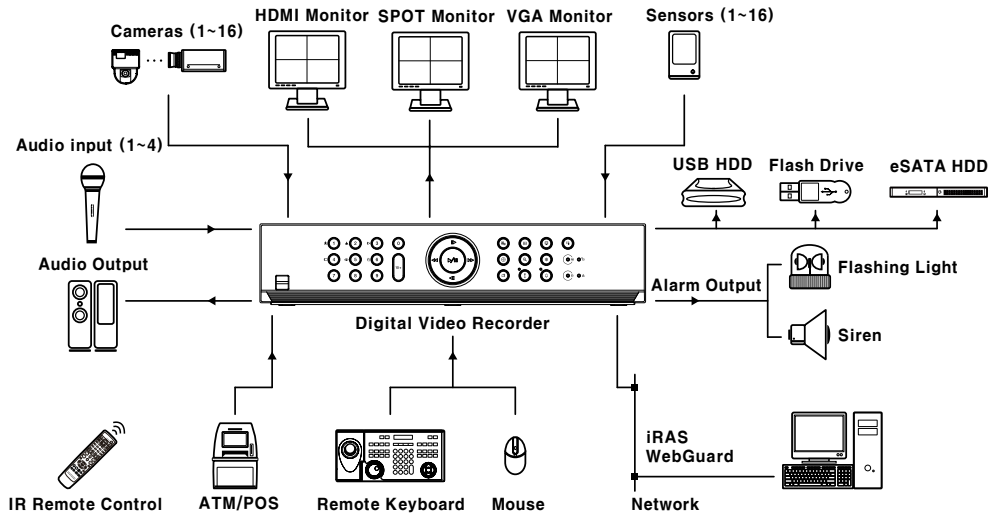 HDMI Monitor
SPOT Monitor
VGA Monitor
Sensors (1~16)
Cameras (1~16)
Audio input (1~4)
USB HDD
Flash Drive
eSATA HDD
Audio Output
Alarm Output
Flashing Light
Digital Video Recorder
Siren
iRAS
WebGuard
IR Remote Control
ATM/POS
Remote Keyboard
Mouse
Network